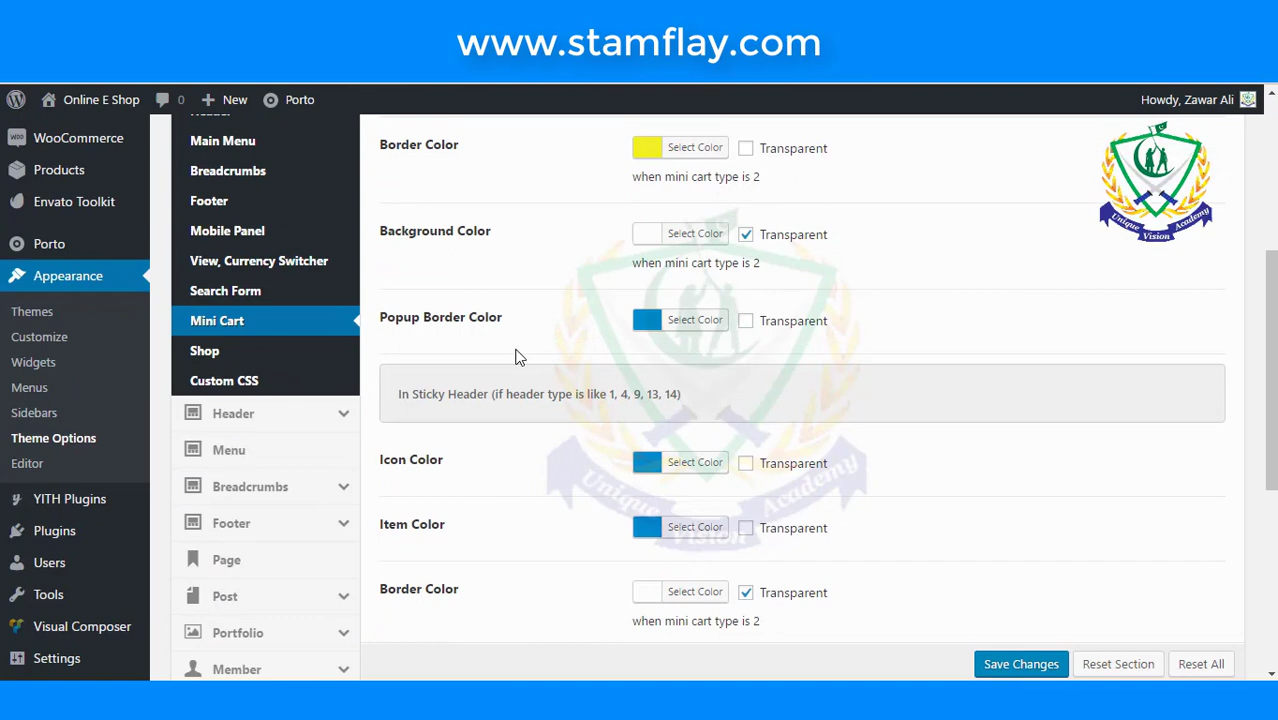 www.stamflay.com
Online E Shop
0
New
Porto
Howdy, Zawar Ali
WooCommerce
Products
Envato Toolkit
Porto
Appearance
Themes
Customize
Widgets
Menus
Sidebars
Theme Options
Editor
YITH Plugins
Plugins
Users
Tools
Visual Composer
Settings
Main Menu
Breadcrumbs
Footer
Mobile Panel
View, Currency Switcher
Search Form
Mini Cart
Shop
Custom CSS
Header
Menu
Breadcrumbs
Footer
Page
Post
Portfolio
Member
Border Color
Select Color
Transparent
when mini cart type is 2
Background Color
Select Color
Transparent
when mini cart type is 2
Popup Border Color
Select Color
Transparent
In Sticky Header (if header type is like 1, 4, 9, 13, 14)
Icon Color
Select Color
Transparent
Item Color
Select Color
Transparent
Border Color
Select Color
Transparent
when mini cart type is 2
Save Changes
Reset Section
Reset All
Unique Vision Academy
Unique Vision Academy